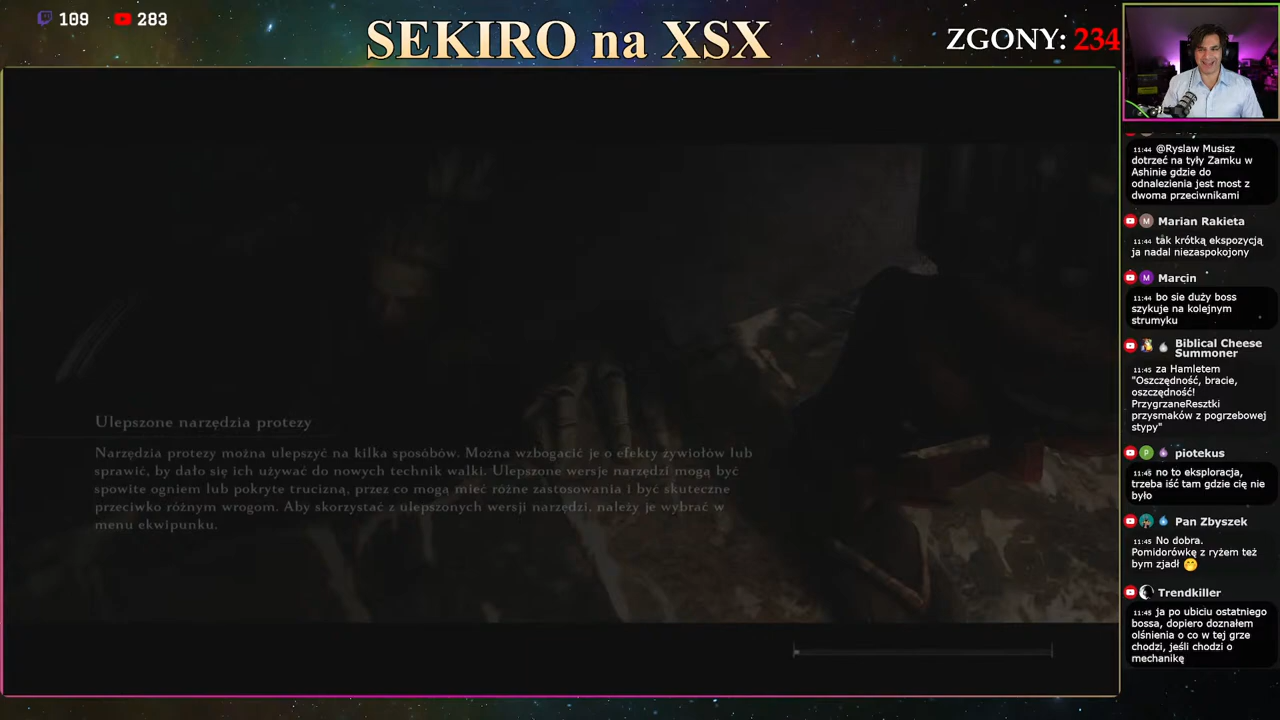 109
283
SEKIRO na XSX
ZGONY: 234
Ulepszone narzędzia protezy
Narzędzia protezy można ulepszyć na kilka sposobów. Można wzbogacić je o efekty żywiołów lub
sprawić, by dało się ich używać do nowych technik walki. Ulepszone wersje narzędzi mogą być
spowite ogniem lub pokryte trucizną, przez co mogą mieć różne zastosowania i być skuteczne
przeciwko różnym wrogom. Aby skorzystać z ulepszonych wersji narzędzi, należy je wybrać w
menu ekwipunku.
11:44 @Ryslaw Musisz
dotrzeć na tyły Zamku w
Ashinie gdzie do
odnalezienia jest most z
dwoma przeciwnikami
M Marian Rakieta
11:44 tak krótką ekspozycją
ja nadal niezaspokojony
M Marcin
11:44 bo sie duży boss
szykuje na kolejnym
strumyku
Biblical Cheese
Summoner
11:45 za Hamletem
"Oszczędność, bracie,
oszczędność!
PrzygrzaneResztki
przysmaków z pogrzebowej
stypy"
P piotekus
11:45 no to eksploracja,
trzeba iść tam gdzie cię nie
było
Pan Zbyszek
11:45 No dobra.
Pomidorówkę z ryżem też
bym zjadł
Trendkiller
11:45 ja po ubiciu ostatniego
bossa, dopiero doznałem
olśnienia o co w tej grze
chodzi, jeśli chodzi o
mechanikę